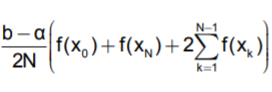 b−a/2N (f(x₀)+f(x_N)+2∑_{k=1}^{N−1} f(x_k))